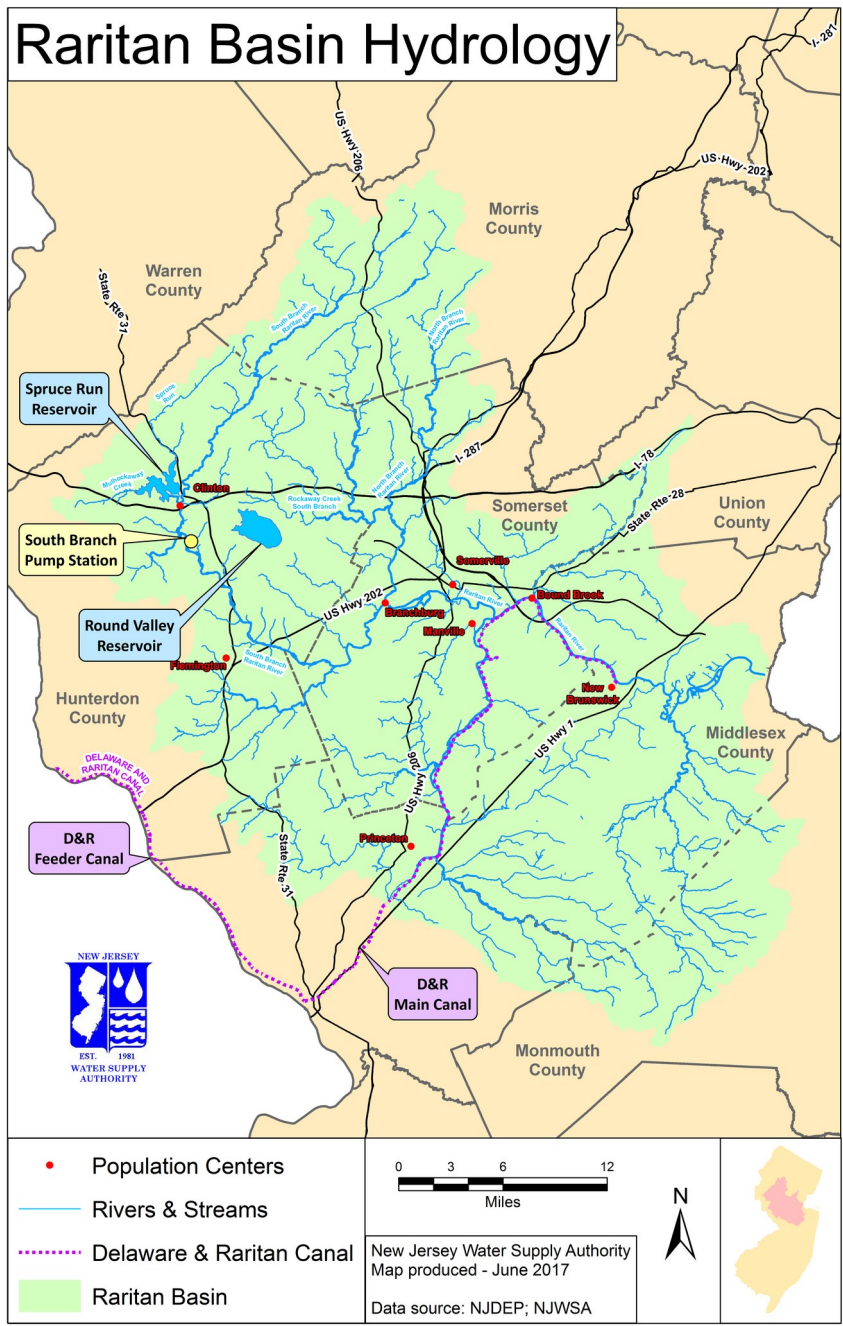 Raritan Basin Hydrology
I-287
US Hwy 206
US Hwy 202
Morris
County
Warren
County
State Rte 31
South Branch
Raritan River
North Branch
Raritan River
Spruce Run
Reservoir
Spruce
Run
I-287
I-78
Mulhockaway
Creek
Clinton
North Branch
Raritan River
Rockaway Creek
South Branch
Somerset
County
State Rte 28
Union
County
South Branch
Pump Station
Somerville
US Hwy 202
Raritan River
Bound Brook
Branchburg
Round Valley
Reservoir
Manville
Raritan River
Flemington
South Branch
Raritan River
New
Brunswick
Hunterdon
County
Middlesex
County
US Hwy 1
DELAWARE AND
RARITAN CANAL
US Hwy 206
D&R
Feeder Canal
Princeton
State Rte 31
NEW JERSEY
D&R
Main Canal
EST. 1981
WATER SUPPLY
AUTHORITY
Monmouth
County
Population Centers
Rivers & Streams
Delaware & Raritan Canal
Raritan Basin
0 3 6 12
Miles
N
New Jersey Water Supply Authority
Map produced - June 2017
Data source: NJDEP; NJWSA